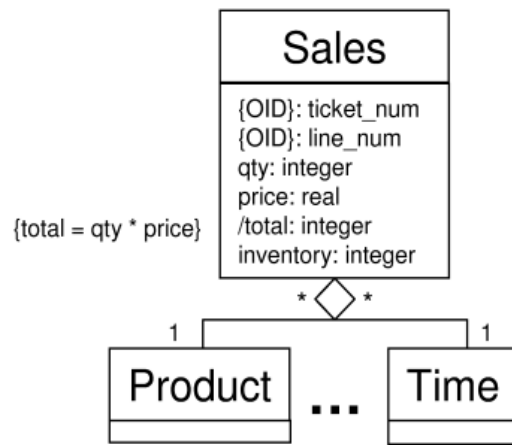 Sales
{OID}: ticket_num
{OID}: line_num
qty: integer
price: real
{total = qty * price}
/total: integer
inventory: integer
* *
1 1
Product ... Time